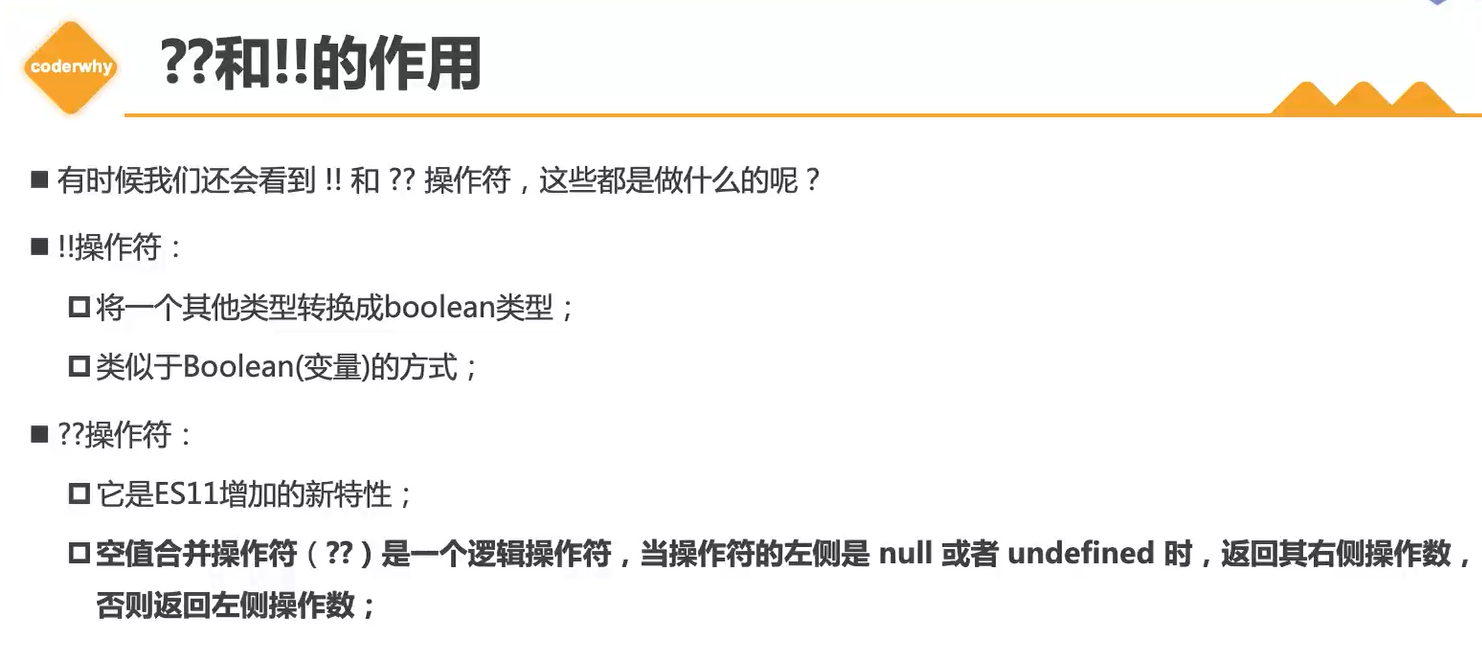 coderwhy
??和!!的作用
有时候我们还会看到 !! 和 ?? 操作符，这些都是做什么的呢？
!!操作符：
将一个其他类型转换成boolean类型；
类似于Boolean(变量)的方式；
??操作符：
它是ES11增加的新特性；
空值合并操作符（??）是一个逻辑操作符，当操作符的左侧是 null 或者 undefined 时，返回其右侧操作数，
否则返回左侧操作数；